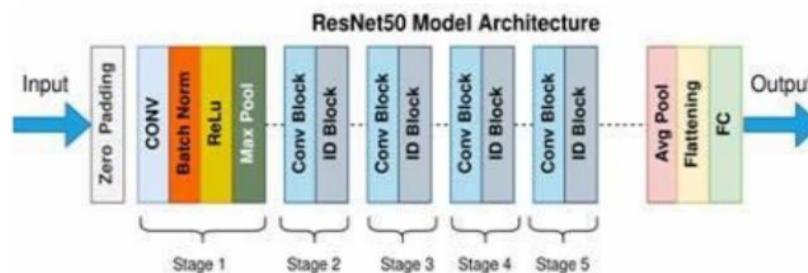 ResNet50 Model Architecture
Input
Zero Padding
CONV
Batch Norm
ReLu
Max Pool
Conv Block
ID Block
Conv Block
ID Block
Conv Block
ID Block
Conv Block
ID Block
Avg Pool
Flattening
FC
Output
Stage 1
Stage 2
Stage 3
Stage 4
Stage 5